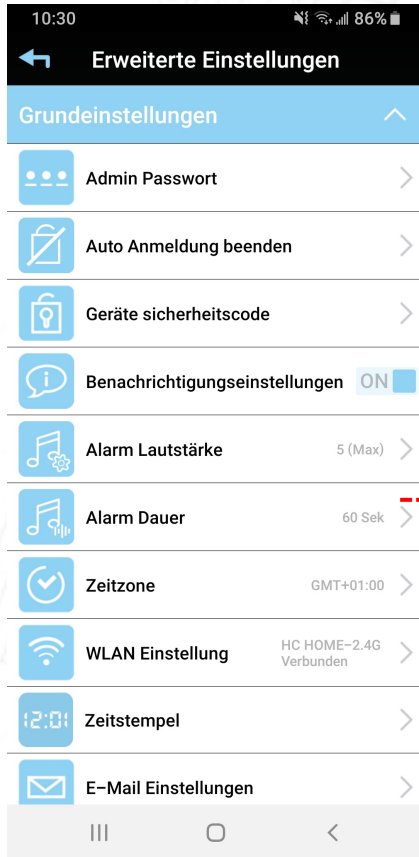 10:30 86%
Erweiterte Einstellungen
Grundeinstellungen
Admin Passwort
Auto Anmeldung beenden
Geräte sicherheitscode
Benachrichtigungseinstellungen ON
Alarm Lautstärke 5 (Max)
Alarm Dauer 60 Sek
Zeitzone GMT+01:00
WLAN Einstellung HC HOME-2.4G
Verbunden
12:01 Zeitstempel
E-Mail Einstellungen